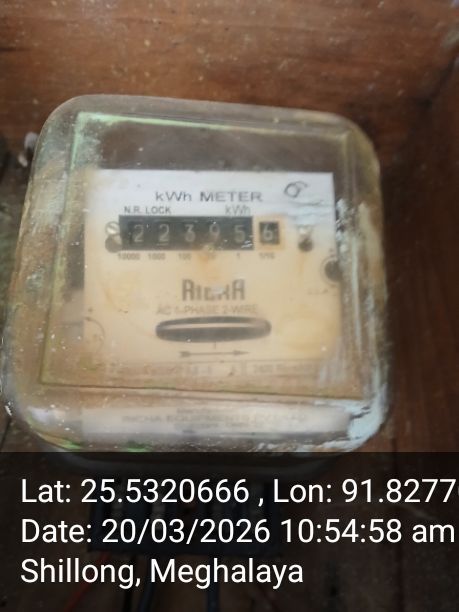 kWh METER
N.R. LOCK kWh
2 2 3 9 5 6
10000 1000 100 10 1 1/10
AC 1-PHASE 2-WIRE
Lat: 25.5320666 , Lon: 91.8277
Date: 20/03/2026 10:54:58 am
Shillong, Meghalaya